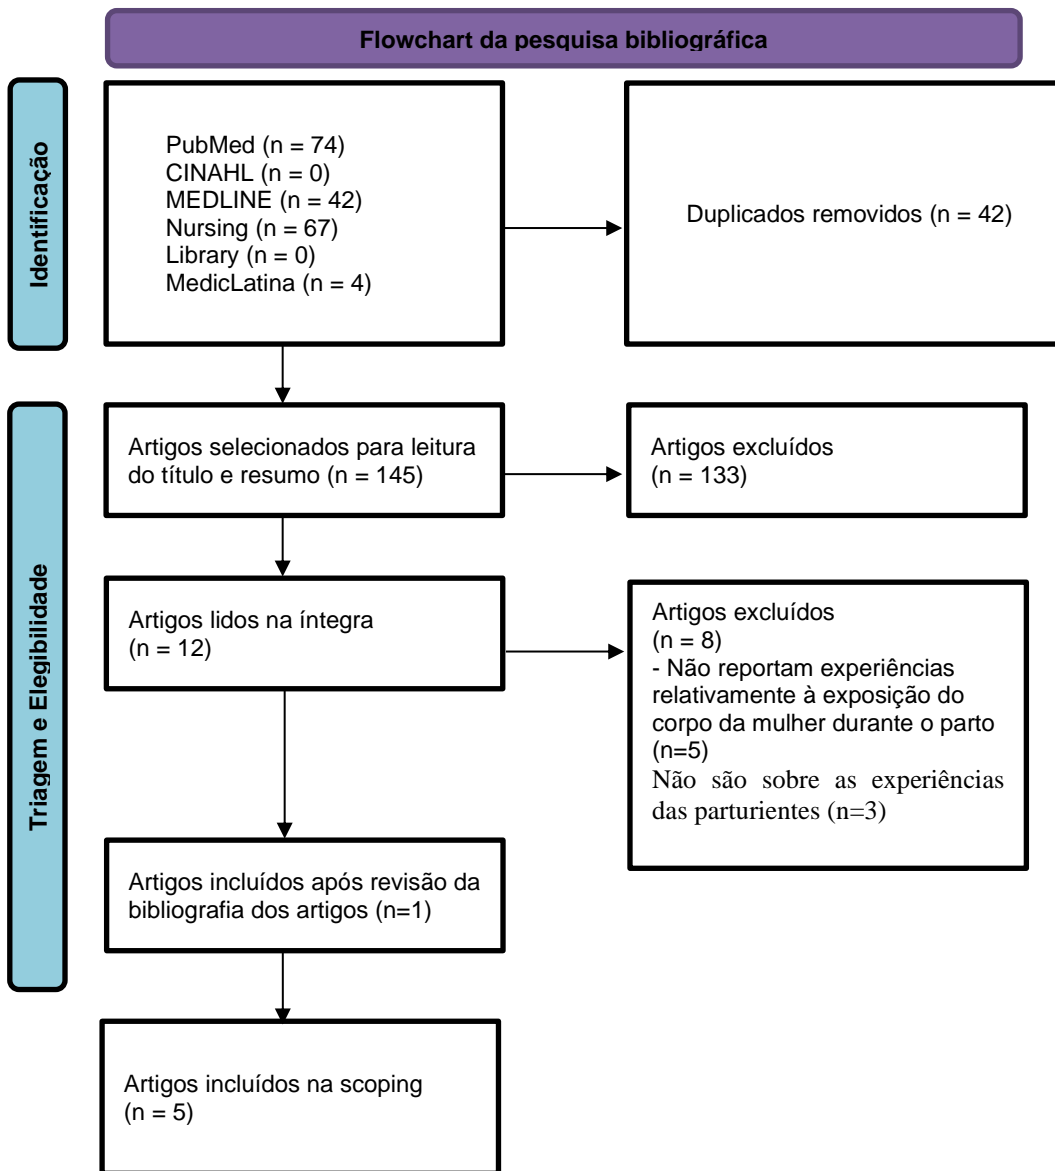 Flowchart da pesquisa bibliográfica
Identificação
PubMed (n = 74)
CINAHL (n = 0)
MEDLINE (n = 42)
Nursing (n = 67)
Library (n = 0)
MedicLatina (n = 4)
Duplicados removidos (n = 42)
Triagem e Elegibilidade
Artigos selecionados para leitura
do título e resumo (n = 145)
Artigos excluídos
(n = 133)
Artigos lidos na íntegra
(n = 12)
Artigos excluídos
(n = 8)
- Não reportam experiências
relativamente à exposição do
corpo da mulher durante o parto
(n=5)
Não são sobre as experiências
das parturientes (n=3)
Artigos incluídos após revisão da
bibliografia dos artigos (n=1)
Artigos incluídos na scoping
(n = 5)